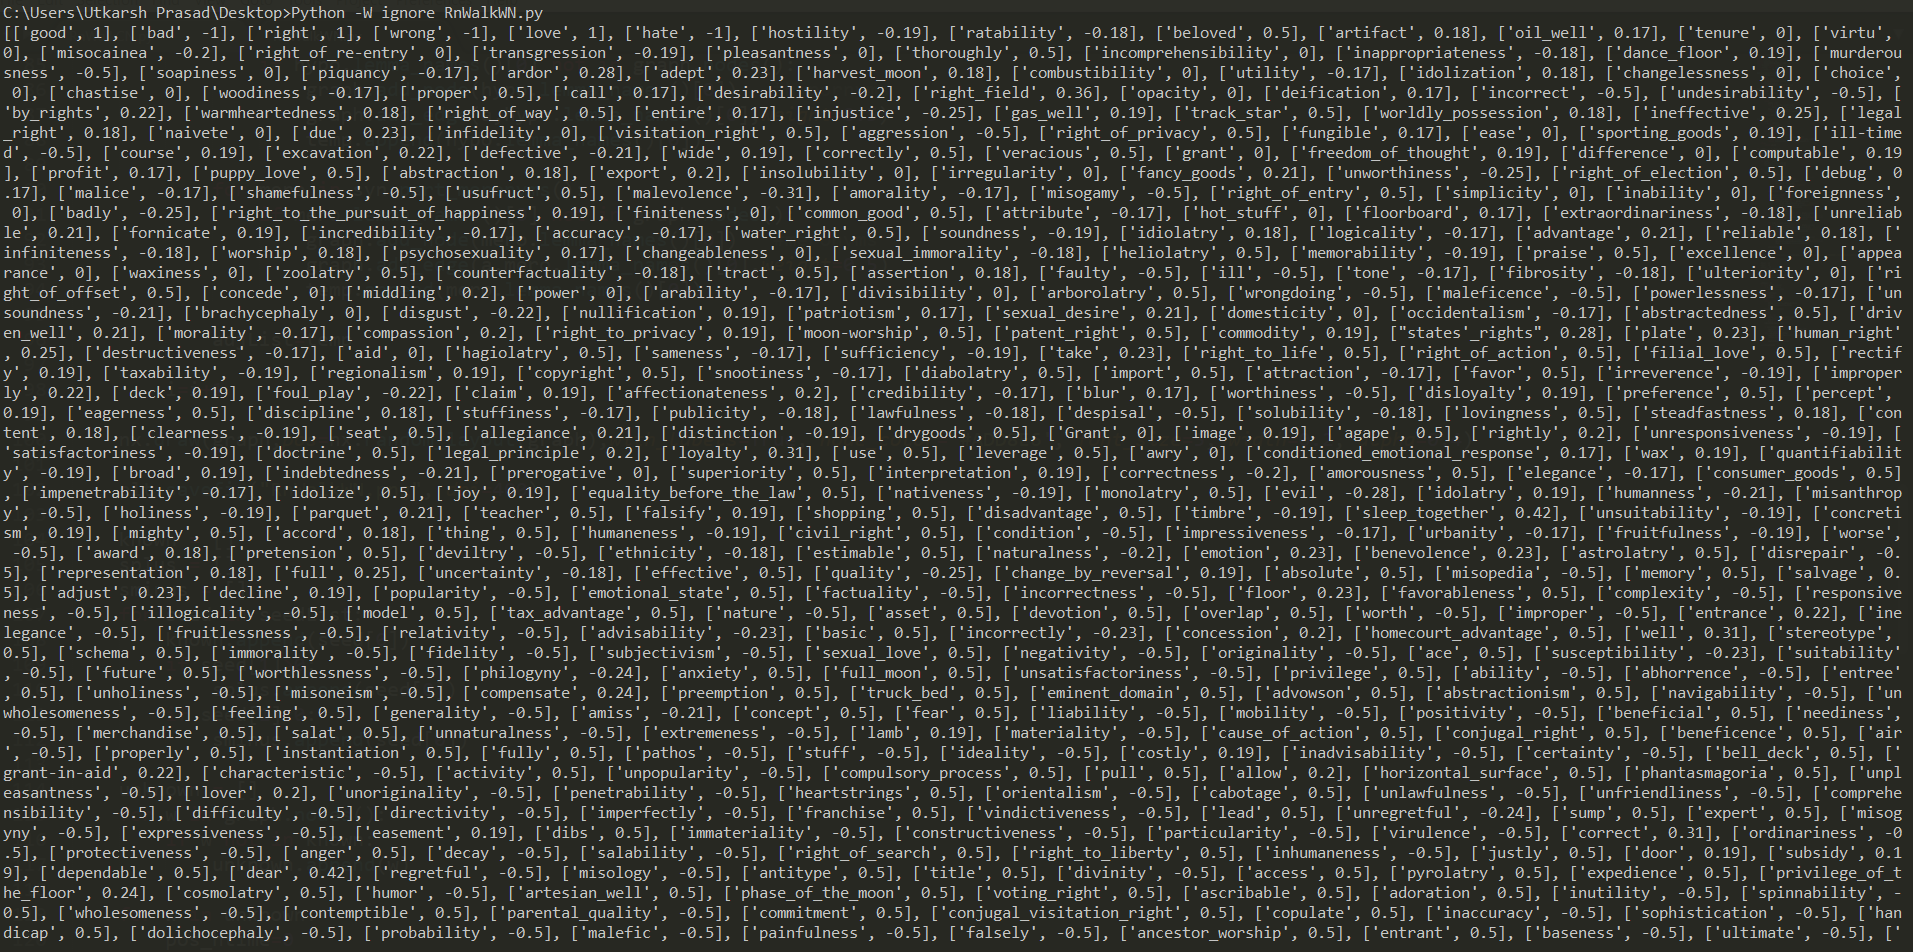 C:\Users\Utkarsh Prasad\Desktop>Python -W ignore RnWalkWN.py
[['good', 1], ['bad', -1], ['right', 1], ['wrong', -1], ['love', 1], ['hate', -1], ['hostility', -0.19], ['ratability', -0.18], ['beloved', 0.5], ['artifact', 0.18], ['oil_well', 0.17], ['tenure', 0], ['virtu',
0], ['misocainea', -0.2], ['right_of_re-entry', 0], ['transgression', -0.19], ['pleasantness', 0], ['thoroughly', 0.5], ['incomprehensibility', 0], ['inappropriateness', -0.18], ['dance_floor', 0.19], ['murderou
sness', -0.5], ['soapiness', 0], ['piquancy', -0.17], ['ardor', 0.28], ['adept', 0.23], ['harvest_moon', 0.18], ['combustibility', 0], ['utility', -0.17], ['idolization', 0.18], ['changelessness', 0], ['choice',
 0], ['chastise', 0], ['woodiness', -0.17], ['proper', 0.5], ['call', 0.17], ['desirability', -0.2], ['right_field', 0.36], ['opacity', 0], ['deification', 0.17], ['incorrect', -0.5], ['undesirability', -0.5], [
'by_rights', 0.22], ['warmheartedness', 0.18], ['right_of_way', 0.5], ['entire', 0.17], ['injustice', -0.25], ['gas_well', 0.19], ['track_star', 0.5], ['worldly_possession', 0.18], ['ineffective', 0.25], ['legal
_right', 0.18], ['naivete', 0], ['due', 0.23], ['infidelity', 0], ['visitation_right', 0.5], ['aggression', -0.5], ['right_of_privacy', 0.5], ['fungible', 0.17], ['ease', 0], ['sporting_goods', 0.19], ['ill-time
d', -0.5], ['course', 0.19], ['excavation', 0.22], ['defective', -0.21], ['wide', 0.19], ['correctly', 0.5], ['veracious', 0.5], ['grant', 0], ['freedom_of_thought', 0.19], ['difference', 0], ['computable', 0.19
], ['profit', 0.17], ['puppy_love', 0.5], ['abstraction', 0.18], ['export', 0.2], ['insolubility', 0], ['irregularity', 0], ['fancy_goods', 0.21], ['unworthiness', -0.25], ['right_of_election', 0.5], ['debug', 0
.17], ['malice', -0.17], ['shamefulness', -0.5], ['usufruct', 0.5], ['malevolence', -0.31], ['amorality', -0.17], ['misogamy', -0.5], ['right_of_entry', 0.5], ['simplicity', 0], ['inability', 0], ['foreignness',
 0], ['badly', -0.25], ['right_to_the_pursuit_of_happiness', 0.19], ['finiteness', 0], ['common_good', 0.5], ['attribute', -0.17], ['hot_stuff', 0], ['floorboard', 0.17], ['extraordinariness', -0.18], ['unreliab
le', 0.21], ['fornicate', 0.19], ['incredibility', -0.17], ['accuracy', -0.17], ['water_right', 0.5], ['soundness', -0.19], ['idiolatry', 0.18], ['logicality', -0.17], ['advantage', 0.21], ['reliable', 0.18], ['
infiniteness', -0.18], ['worship', 0.18], ['psychosexuality', 0.17], ['changeableness', 0], ['sexual_immorality', -0.18], ['heliolatry', 0.5], ['memorability', -0.19], ['praise', 0.5], ['excellence', 0], ['appea
rance', 0], ['waxiness', 0], ['zoolatry', 0.5], ['counterfactuality', -0.18], ['tract', 0.5], ['assertion', 0.18], ['faulty', -0.5], ['ill', -0.5], ['tone', -0.17], ['fibrosity', -0.18], ['ulteriority', 0], ['ri
ght_of_offset', 0.5], ['concede', 0], ['middling', 0.2], ['power', 0], ['arability', -0.17], ['divisibility', 0], ['arborolatry', 0.5], ['wrongdoing', -0.5], ['maleficence', -0.5], ['powerlessness', -0.17], ['un
soundness', -0.21], ['brachycephaly', 0], ['disgust', -0.22], ['nullification', 0.19], ['patriotism', 0.17], ['sexual_desire', 0.21], ['domesticity', 0], ['occidentalism', -0.17], ['abstractedness', 0.5], ['driv
en_well', 0.21], ['morality', -0.17], ['compassion', 0.2], ['right_to_privacy', 0.19], ['moon-worship', 0.5], ['patent_right', 0.5], ['commodity', 0.19], ["states'_rights", 0.28], ['plate', 0.23], ['human_right'
, 0.25], ['destructiveness', -0.17], ['aid', 0], ['hagiolatry', 0.5], ['sameness', -0.17], ['sufficiency', -0.19], ['take', 0.23], ['right_to_life', 0.5], ['right_of_action', 0.5], ['filial_love', 0.5], ['rectif
y', 0.19], ['taxability', -0.19], ['regionalism', 0.19], ['copyright', 0.5], ['snootiness', -0.17], ['diabolatry', 0.5], ['import', 0.5], ['attraction', -0.17], ['favor', 0.5], ['irreverence', -0.19], ['improper
ly', 0.22], ['deck', 0.19], ['foul_play', -0.22], ['claim', 0.19], ['affectionateness', 0.2], ['credibility', -0.17], ['blur', 0.17], ['worthiness', -0.5], ['disloyalty', 0.19], ['preference', 0.5], ['percept',
0.19], ['eagerness', 0.5], ['discipline', 0.18], ['stuffiness', -0.17], ['publicity', -0.18], ['lawfulness', -0.18], ['despisal', -0.5], ['solubility', -0.18], ['lovingness', 0.5], ['steadfastness', 0.18], ['con
tent', 0.18], ['clearness', -0.19], ['seat', 0.5], ['allegiance', 0.21], ['distinction', -0.19], ['drygoods', 0.5], ['Grant', 0], ['image', 0.19], ['agape', 0.5], ['rightly', 0.2], ['unresponsiveness', -0.19], [
'satisfactoriness', -0.19], ['doctrine', 0.5], ['legal_principle', 0.2], ['loyalty', 0.31], ['use', 0.5], ['leverage', 0.5], ['awry', 0], ['conditioned_emotional_response', 0.17], ['wax', 0.19], ['quantifiabilit
y', -0.19], ['broad', 0.19], ['indebtedness', -0.21], ['prerogative', 0], ['superiority', 0.5], ['interpretation', 0.19], ['correctness', -0.2], ['amorousness', 0.5], ['elegance', -0.17], ['consumer_goods', 0.5]
, ['impenetrability', -0.17], ['idolize', 0.5], ['joy', 0.19], ['equality_before_the_law', 0.5], ['nativeness', -0.19], ['monolatry', 0.5], ['evil', -0.28], ['idolatry', 0.19], ['humanness', -0.21], ['misanthrop
y', -0.5], ['holiness', -0.19], ['parquet', 0.21], ['teacher', 0.5], ['falsify', 0.19], ['shopping', 0.5], ['disadvantage', 0.5], ['timbre', -0.19], ['sleep_together', 0.42], ['unsuitability', -0.19], ['concreti
sm', 0.19], ['mighty', 0.5], ['accord', 0.18], ['thing', 0.5], ['humaneness', -0.19], ['civil_right', 0.5], ['condition', -0.5], ['impressiveness', -0.17], ['urbanity', -0.17], ['fruitfulness', -0.19], ['worse',
 -0.5], ['award', 0.18], ['pretension', 0.5], ['deviltry', -0.5], ['ethnicity', -0.18], ['estimable', 0.5], ['naturalness', -0.2], ['emotion', 0.23], ['benevolence', 0.23], ['astrolatry', 0.5], ['disrepair', -0.
5], ['representation', 0.18], ['full', 0.25], ['uncertainty', -0.18], ['effective', 0.5], ['quality', -0.25], ['change_by_reversal', 0.19], ['absolute', 0.5], ['misopedia', -0.5], ['memory', 0.5], ['salvage', 0.
5], ['adjust', 0.23], ['decline', 0.19], ['popularity', -0.5], ['emotional_state', 0.5], ['factuality', -0.5], ['incorrectness', -0.5], ['floor', 0.23], ['favorableness', 0.5], ['complexity', -0.5], ['responsive
ness', -0.5], ['illogicality', -0.5], ['model', 0.5], ['tax_advantage', 0.5], ['nature', -0.5], ['asset', 0.5], ['devotion', 0.5], ['overlap', 0.5], ['worth', -0.5], ['improper', -0.5], ['entrance', 0.22], ['ine
legance', -0.5], ['fruitlessness', -0.5], ['relativity', -0.5], ['advisability', -0.23], ['basic', 0.5], ['incorrectly', -0.23], ['concession', 0.2], ['homecourt_advantage', 0.5], ['well', 0.31], ['stereotype',
0.5], ['schema', 0.5], ['immorality', -0.5], ['fidelity', -0.5], ['subjectivism', -0.5], ['sexual_love', 0.5], ['negativity', -0.5], ['originality', -0.5], ['ace', 0.5], ['susceptibility', -0.23], ['suitability'
, -0.5], ['future', 0.5], ['worthlessness', -0.5], ['philogyny', -0.24], ['anxiety', 0.5], ['full_moon', 0.5], ['unsatisfactoriness', -0.5], ['privilege', 0.5], ['ability', -0.5], ['abhorrence', -0.5], ['entree'
, 0.5], ['unholiness', -0.5], ['misoneism', -0.5], ['compensate', 0.24], ['preemption', 0.5], ['truck_bed', 0.5], ['eminent_domain', 0.5], ['advowson', 0.5], ['abstractionism', 0.5], ['navigability', -0.5], ['un
wholesomeness', -0.5], ['feeling', 0.5], ['generality', -0.5], ['amiss', -0.21], ['concept', 0.5], ['fear', 0.5], ['liability', -0.5], ['mobility', -0.5], ['positivity', -0.5], ['beneficial', 0.5], ['neediness',
 -0.5], ['merchandise', 0.5], ['salat', 0.5], ['unnaturalness', -0.5], ['extremeness', -0.5], ['lamb', 0.19], ['materiality', -0.5], ['cause_of_action', 0.5], ['conjugal_right', 0.5], ['beneficence', 0.5], ['air
', -0.5], ['properly', 0.5], ['instantiation', 0.5], ['fully', 0.5], ['pathos', -0.5], ['stuff', -0.5], ['ideality', -0.5], ['costly', 0.19], ['inadvisability', -0.5], ['certainty', -0.5], ['bell_deck', 0.5], ['
grant-in-aid', 0.22], ['characteristic', -0.5], ['activity', 0.5], ['unpopularity', -0.5], ['compulsory_process', 0.5], ['pull', 0.5], ['allow', 0.2], ['horizontal_surface', 0.5], ['phantasmagoria', 0.5], ['unpl
easantness', -0.5], ['lover', 0.2], ['unoriginality', -0.5], ['penetrability', -0.5], ['heartstrings', 0.5], ['orientalism', -0.5], ['cabotage', 0.5], ['unlawfulness', -0.5], ['unfriendliness', -0.5], ['comprehe
nsibility', -0.5], ['difficulty', -0.5], ['directivity', -0.5], ['imperfectly', -0.5], ['franchise', 0.5], ['vindictiveness', -0.5], ['lead', 0.5], ['unregretful', -0.24], ['sump', 0.5], ['expert', 0.5], ['misog
yny', -0.5], ['expressiveness', -0.5], ['easement', 0.19], ['dibs', 0.5], ['immateriality', -0.5], ['constructiveness', -0.5], ['particularity', -0.5], ['virulence', -0.5], ['correct', 0.31], ['ordinariness', -0
.5], ['protectiveness', -0.5], ['anger', 0.5], ['decay', -0.5], ['salability', -0.5], ['right_of_search', 0.5], ['right_to_liberty', 0.5], ['inhumaneness', -0.5], ['justly', 0.5], ['door', 0.19], ['subsidy', 0.1
9], ['dependable', 0.5], ['dear', 0.42], ['regretful', -0.5], ['misology', -0.5], ['antitype', 0.5], ['title', 0.5], ['divinity', -0.5], ['access', 0.5], ['pyrolatry', 0.5], ['expedience', 0.5], ['privilege_of_t
he_floor', 0.24], ['cosmolatry', 0.5], ['humor', -0.5], ['artesian_well', 0.5], ['phase_of_the_moon', 0.5], ['voting_right', 0.5], ['ascribable', 0.5], ['adoration', 0.5], ['inutility', -0.5], ['spinnability', -
0.5], ['wholesomeness', -0.5], ['contemptible', 0.5], ['parental_quality', -0.5], ['commitment', 0.5], ['conjugal_visitation_right', 0.5], ['copulate', 0.5], ['inaccuracy', -0.5], ['sophistication', -0.5], ['han
dicap', 0.5], ['dolichocephaly', -0.5], ['probability', -0.5], ['malefic', -0.5], ['painfulness', -0.5], ['falsely', -0.5], ['ancestor_worship', 0.5], ['entrant', 0.5], ['baseness', -0.5], ['ultimate', -0.5], ['